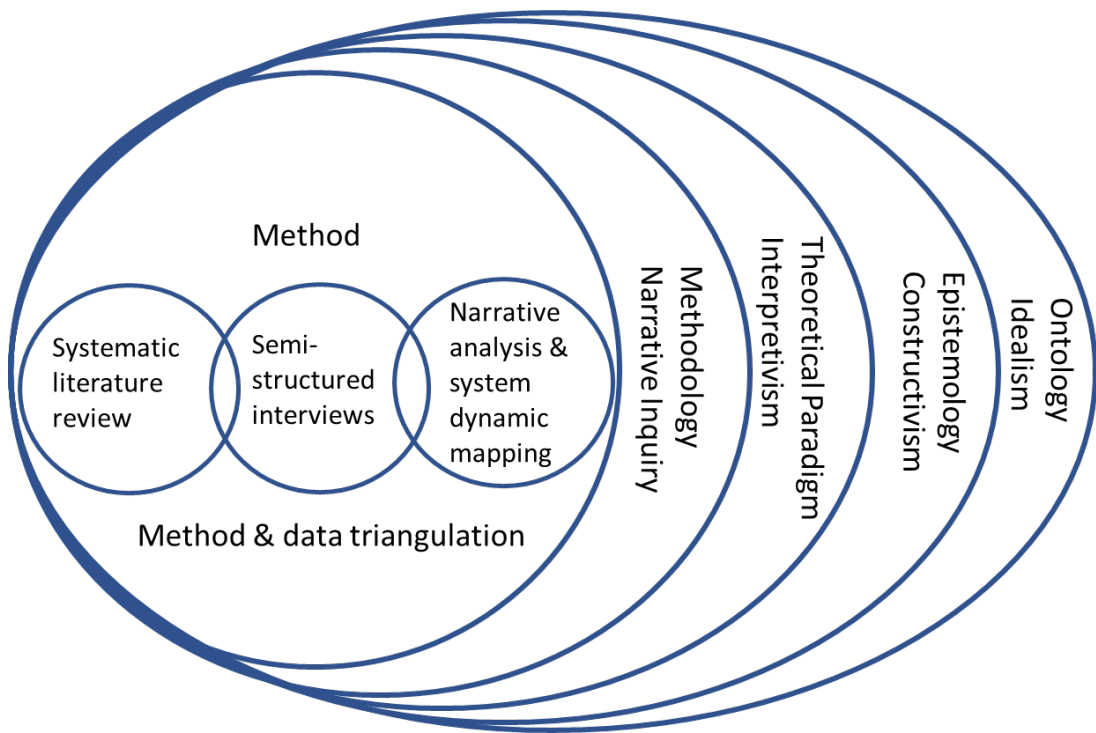 Method
Systematic
literature
review
Semi-
structured
interviews
Narrative
analysis &
system
dynamic
mapping
Method & data triangulation
Methodology
Narrative Inquiry
Theoretical Paradigm
Interpretivism
Epistemology
Constructivism
Ontology
Idealism